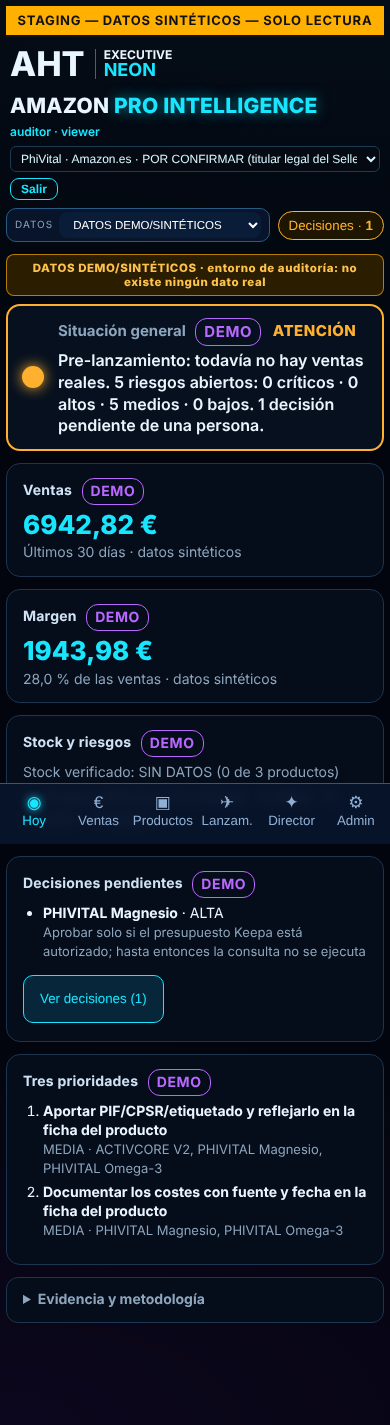 STAGING — DATOS SINTÉTICOS — SOLO LECTURA
AHT
EXECUTIVE
NEON
AMAZON PRO INTELLIGENCE
auditor · viewer
PhiVital · Amazon.es · POR CONFIRMAR (titular legal del Selle
Salir
DATOS DATOS DEMO/SINTÉTICOS
Decisiones · 1
DATOS DEMO/SINTÉTICOS · entorno de auditoría: no
existe ningún dato real
Situación general DEMO ATENCIÓN
Pre-lanzamiento: todavía no hay ventas
reales. 5 riesgos abiertos: 0 críticos · 0
altos · 5 medios · 0 bajos. 1 decisión
pendiente de una persona.
Ventas DEMO
6942,82 €
Últimos 30 días · datos sintéticos
Margen DEMO
1943,98 €
28,0 % de las ventas · datos sintéticos
Stock y riesgos DEMO
Stock verificado: SIN DATOS (0 de 3 productos)
Hoy
€ Ventas
Productos
Lanzam.
Director
Admin
Decisiones pendientes DEMO
• PHIVITAL Magnesio · ALTA
Aprobar solo si el presupuesto Keepa está
autorizado; hasta entonces la consulta no se ejecuta
Ver decisiones (1)
Tres prioridades DEMO
1. Aportar PIF/CPSR/etiquetado y reflejarlo en la
ficha del producto
MEDIA · ACTIVCORE V2, PHIVITAL Magnesio,
PHIVITAL Omega-3
2. Documentar los costes con fuente y fecha en la
ficha del producto
MEDIA · PHIVITAL Magnesio, PHIVITAL Omega-3
▶ Evidencia y metodología